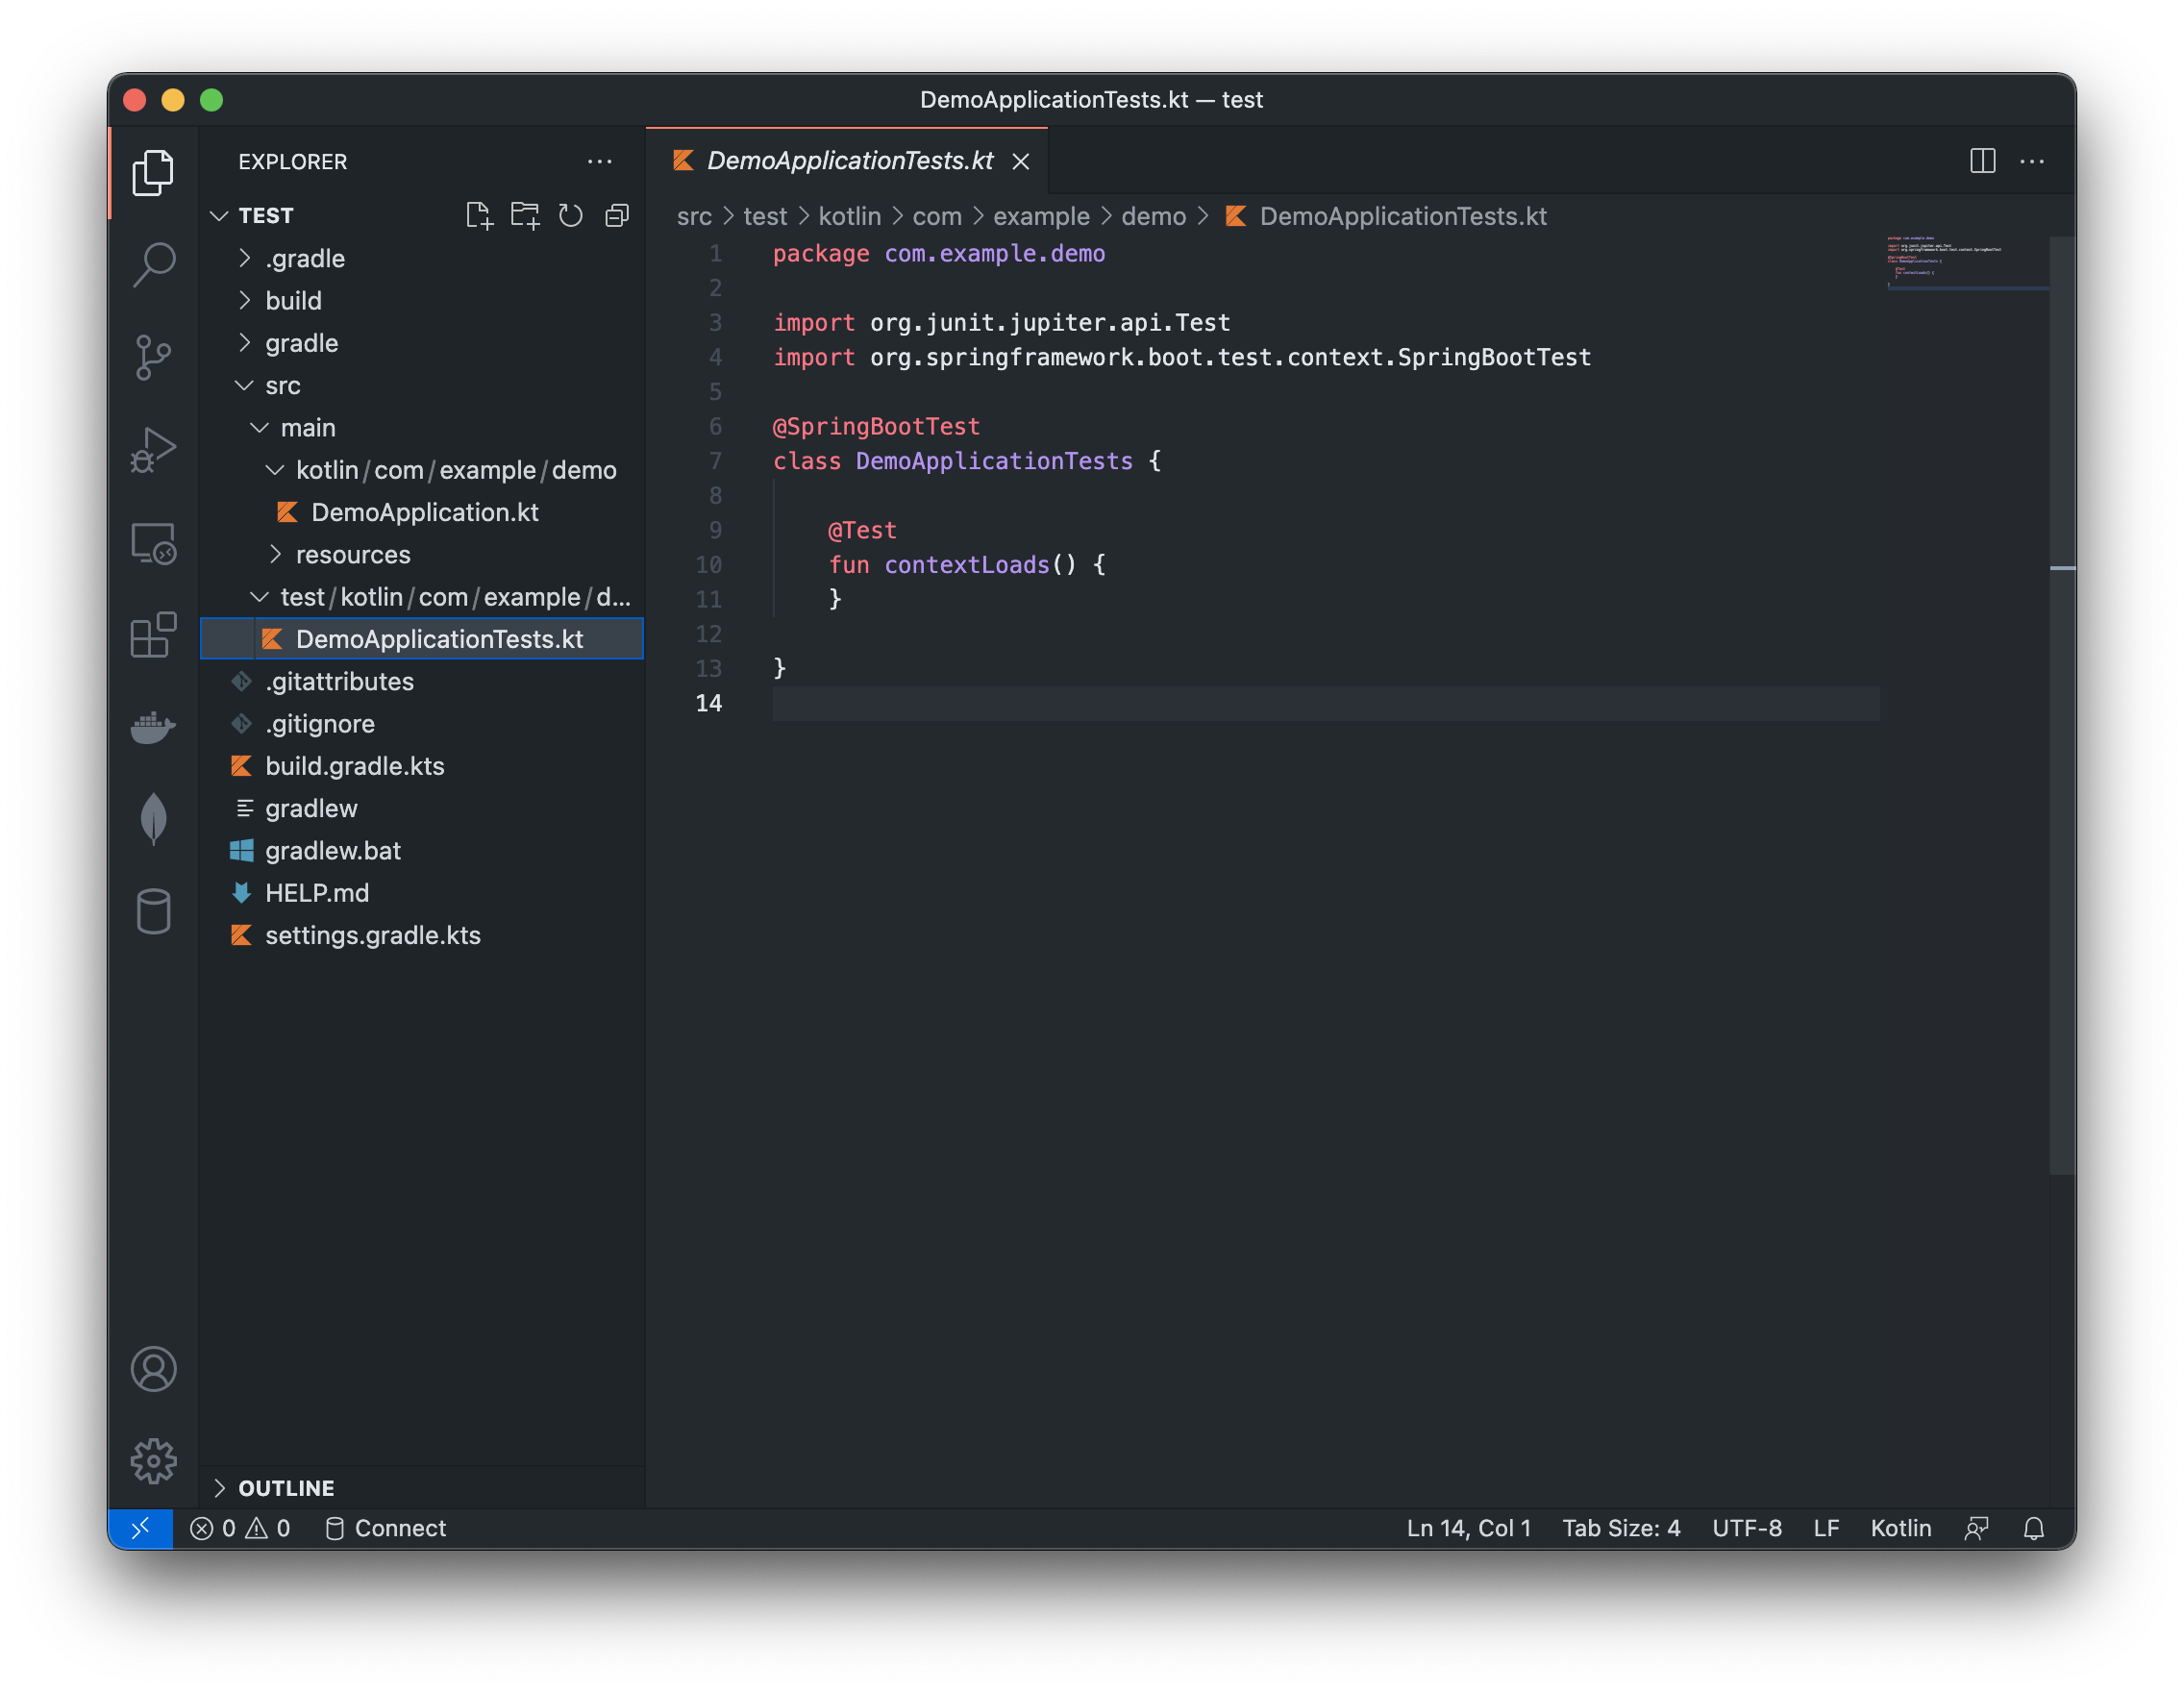 DemoApplicationTests.kt — test
EXPLORER
TEST
.gradle
build
gradle
src
main
kotlin/com/example/demo
DemoApplication.kt
resources
test/kotlin/com/example/d...
DemoApplicationTests.kt
.gitattributes
.gitignore
build.gradle.kts
gradlew
gradlew.bat
HELP.md
settings.gradle.kts
OUTLINE
DemoApplicationTests.kt
src > test > kotlin > com > example > demo > DemoApplicationTests.kt
1 package com.example.demo
2
3 import org.junit.jupiter.api.Test
4 import org.springframework.boot.test.context.SpringBootTest
5
6 @SpringBootTest
7 class DemoApplicationTests {
8
9 @Test
10 fun contextLoads() {
11 }
12
13 }
14
0 0 Connect Ln 14, Col 1 Tab Size: 4 UTF-8 LF Kotlin